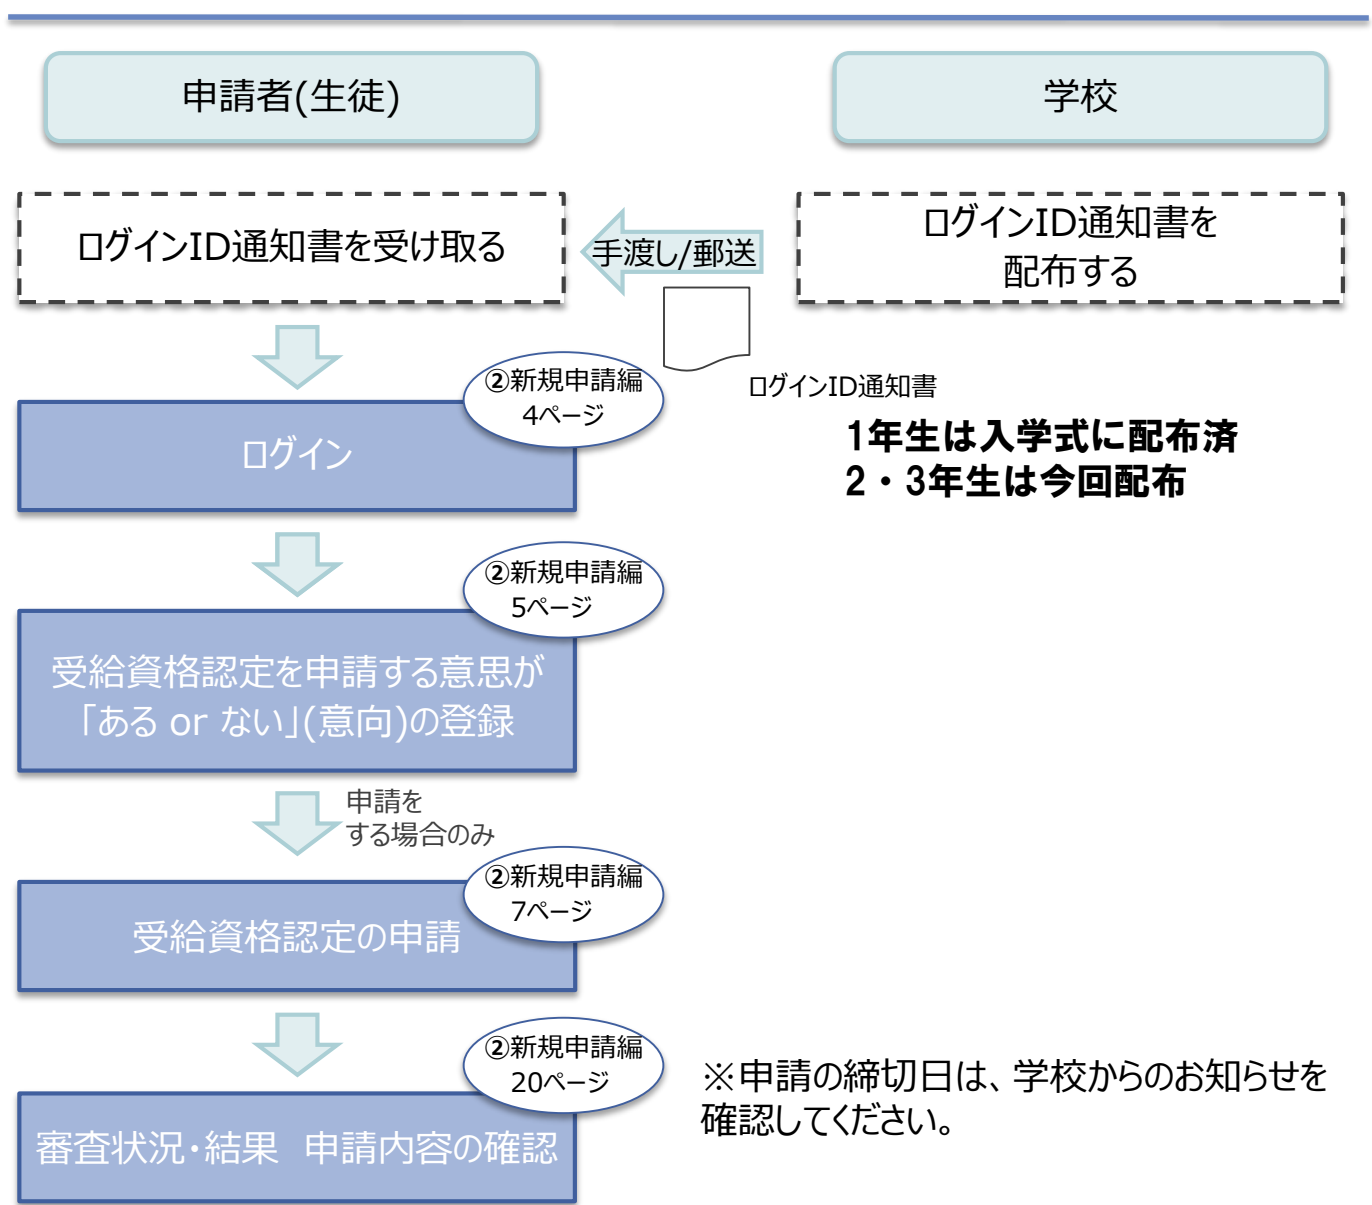 申請者(生徒)
学校
ログインID通知書を受け取る
手渡し/郵送
ログインID通知書を
配布する
ログインID通知書
1年生は入学式に配布済
2・3年生は今回配布
②新規申請編
4ページ
ログイン
②新規申請編
5ページ
受給資格認定を申請する意思が
「ある or ない」(意向)の登録
申請を
する場合のみ
②新規申請編
7ページ
受給資格認定の申請
②新規申請編
20ページ
審査状況・結果　申請内容の確認
※申請の締切日は、学校からのお知らせを
確認してください。